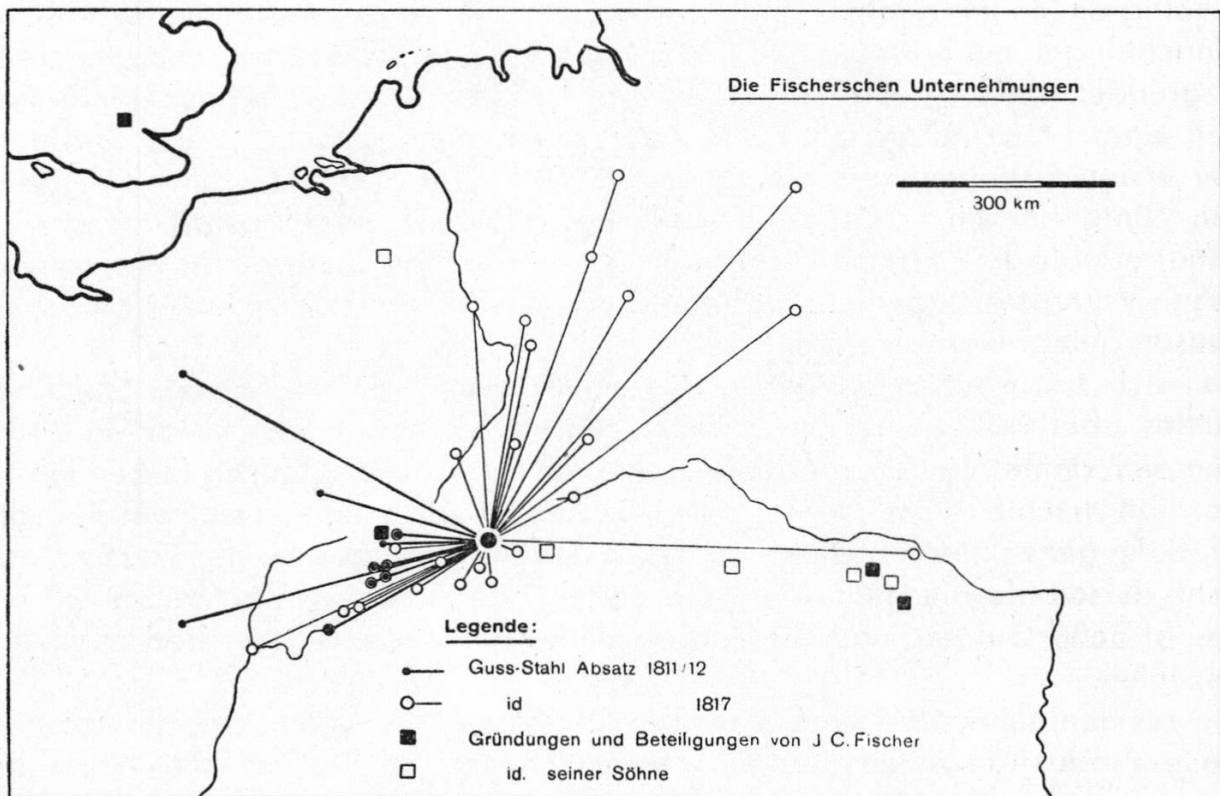 Die Fischerschen Unternehmungen
300 km
Legende:
Guss-Stahl Absatz 1811/12
id 1817
Gründungen und Beteiligungen von J.C.Fischer
id. seiner Söhne